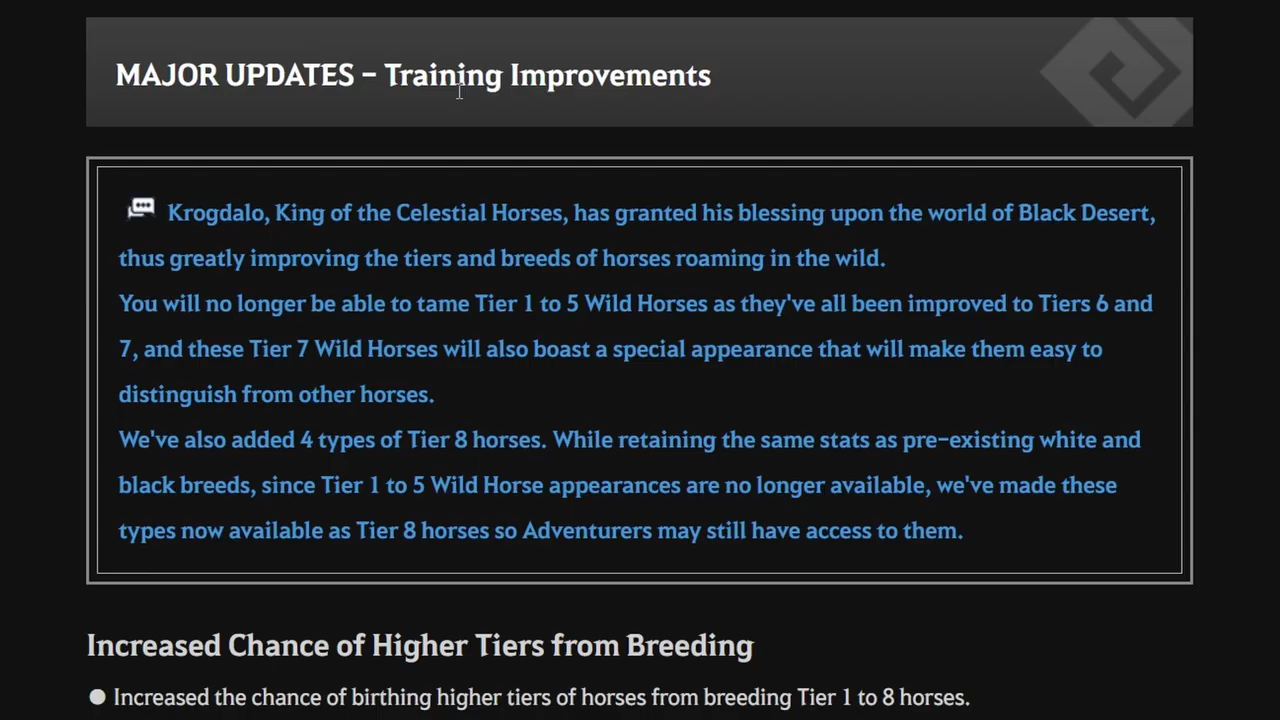 MAJOR UPDATES - Training Improvements
Krogdalo, King of the Celestial Horses, has granted his blessing upon the world of Black Desert,
thus greatly improving the tiers and breeds of horses roaming in the wild.
You will no longer be able to tame Tier 1 to 5 Wild Horses as they've all been improved to Tiers 6 and
7, and these Tier 7 Wild Horses will also boast a special appearance that will make them easy to
distinguish from other horses.
We've also added 4 types of Tier 8 horses. While retaining the same stats as pre-existing white and
black breeds, since Tier 1 to 5 Wild Horse appearances are no longer available, we've made these
types now available as Tier 8 horses so Adventurers may still have access to them.
Increased Chance of Higher Tiers from Breeding
● Increased the chance of birthing higher tiers of horses from breeding Tier 1 to 8 horses.